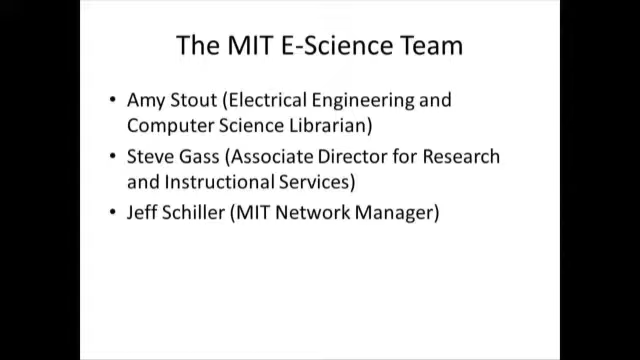 The MIT E-Science Team
• Amy Stout (Electrical Engineering and
Computer Science Librarian)
• Steve Gass (Associate Director for Research
and Instructional Services)
• Jeff Schiller (MIT Network Manager)